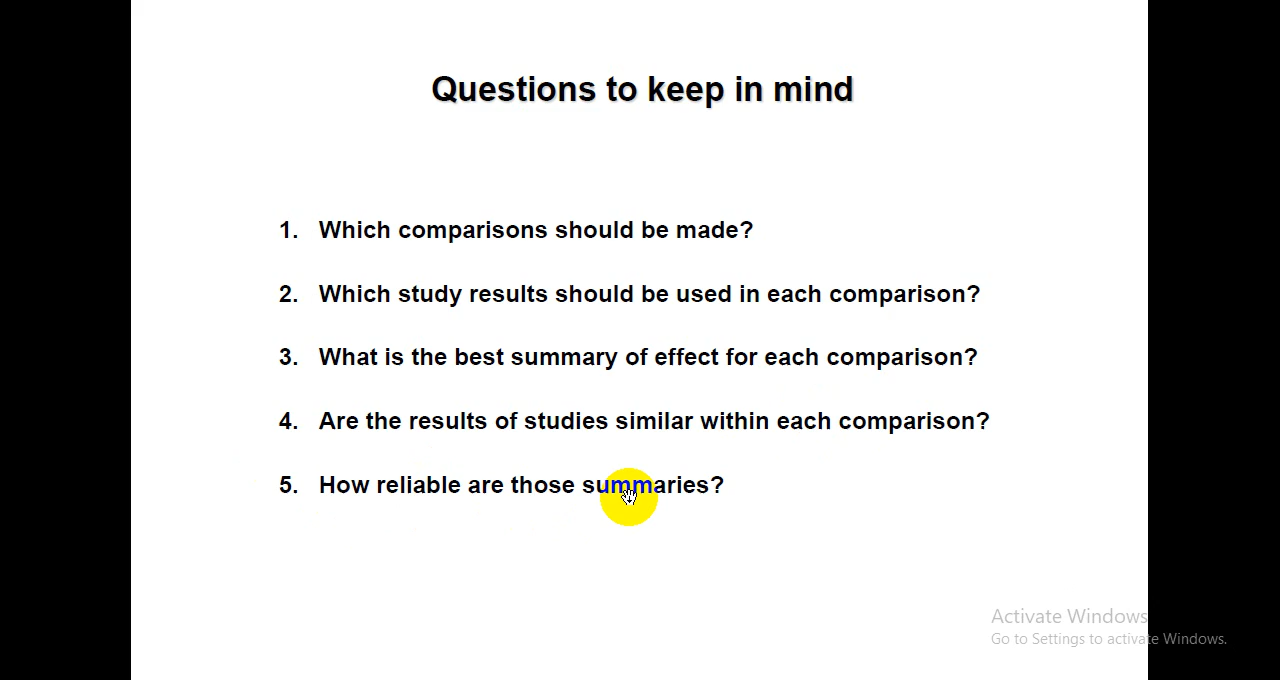 Questions to keep in mind
1. Which comparisons should be made?
2. Which study results should be used in each comparison?
3. What is the best summary of effect for each comparison?
4. Are the results of studies similar within each comparison?
5. How reliable are those summaries?
Activate Windows
Go to Settings to activate Windows.